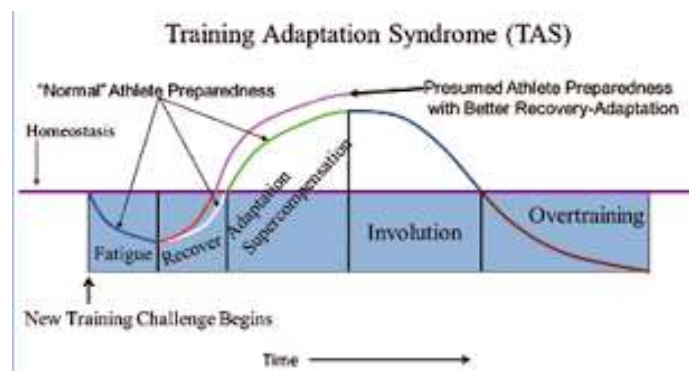 Training Adaptation Syndrome (TAS)
"Normal" Athlete Preparedness
Presumed Athlete Preparedness
with Better Recovery-Adaptation
Homeostasis
Adaptation
Supercompensation
Fatigue
Recover
Involution
Overtraining
New Training Challenge Begins
Time